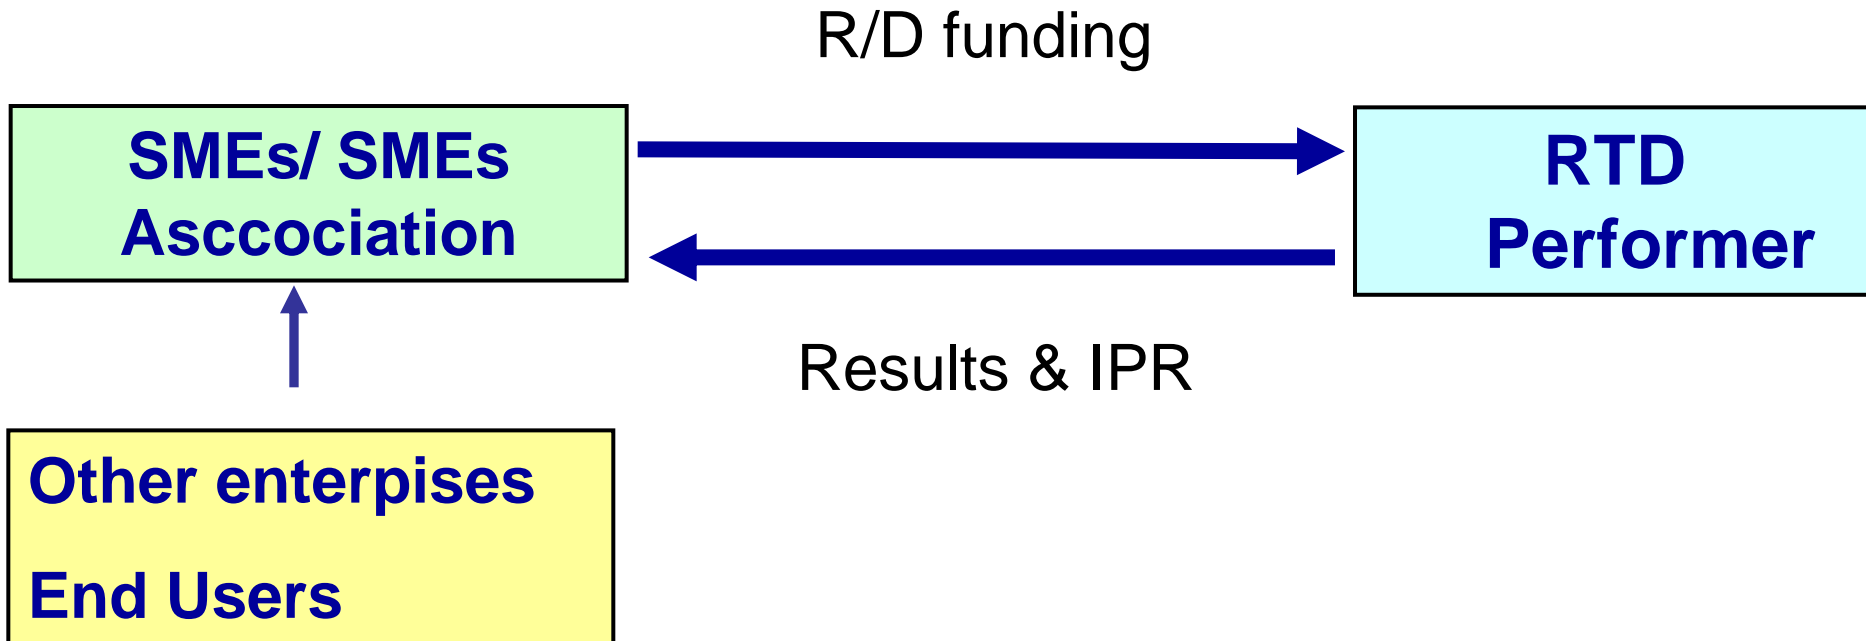 R/D funding
SMEs/ SMEs
Asccociation
RTD
Performer
Results & IPR
Other enterpises
End Users